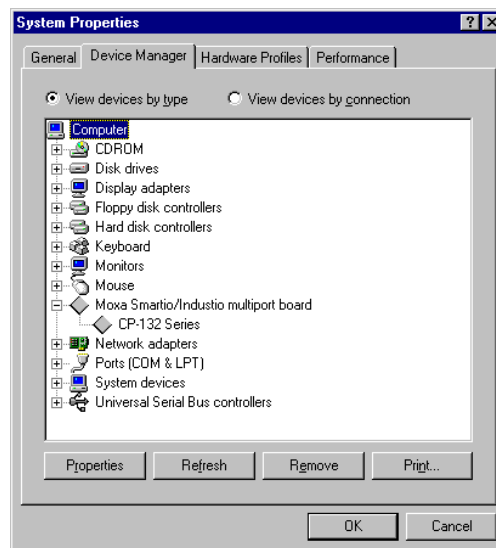 System Properties
General Device Manager Hardware Profiles Performance
View devices by type View devices by connection
Computer
CDROM
Disk drives
Display adapters
Floppy disk controllers
Hard disk controllers
Keyboard
Monitors
Mouse
Moxa Smartio/Industio multiport board
CP-132 Series
Network adapters
Ports (COM & LPT)
System devices
Universal Serial Bus controllers
Properties Refresh Remove Print...
OK Cancel